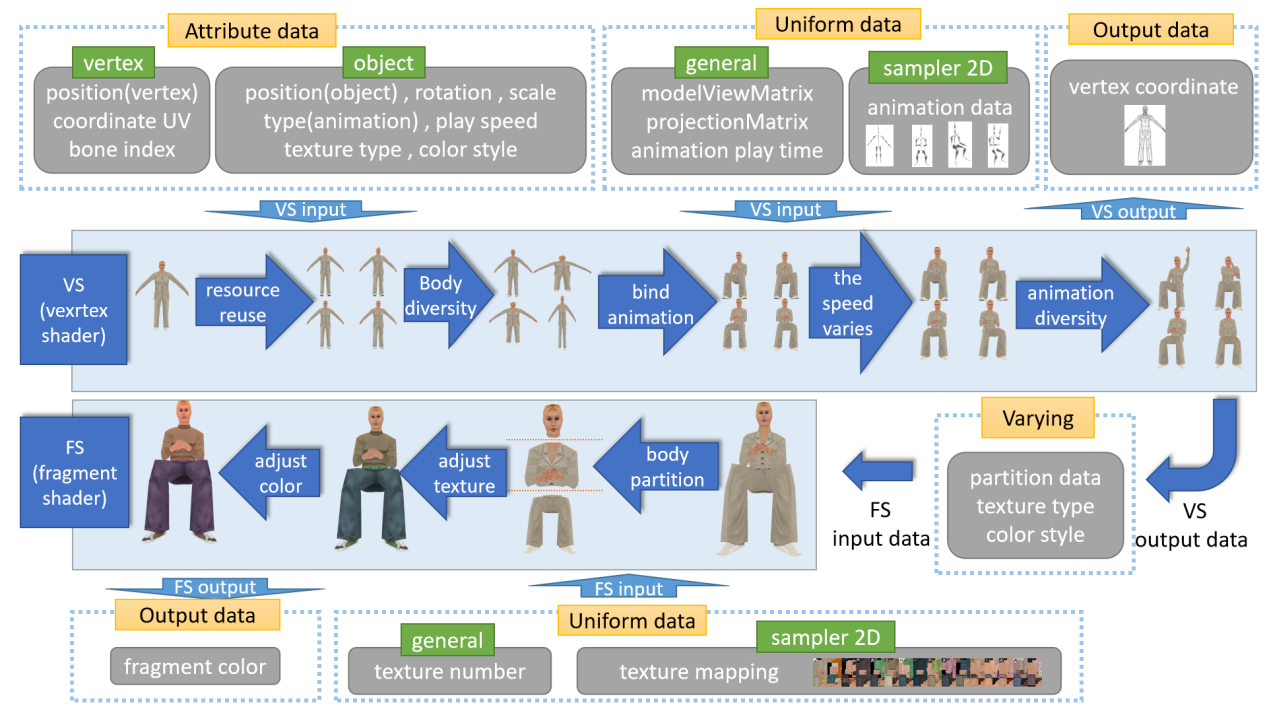 Attribute data
vertex
position(vertex)
coordinate UV
bone index
object
position(object) , rotation , scale
type(animation) , play speed
texture type , color style
Uniform data
general
modelViewMatrix
projectionMatrix
animation play time
sampler 2D
animation data
Output data
vertex coordinate
VS input
VS input
VS output
VS
(vexrtex
shader)
resource
reuse
Body
diversity
bind
animation
the
speed
varies
animation
diversity
FS
(fragment
shader)
adjust
color
adjust
texture
body
partition
FS
input data
Varying
partition data
texture type
color style
VS
output data
FS output
FS input
Output data
fragment color
Uniform data
general
texture number
sampler 2D
texture mapping